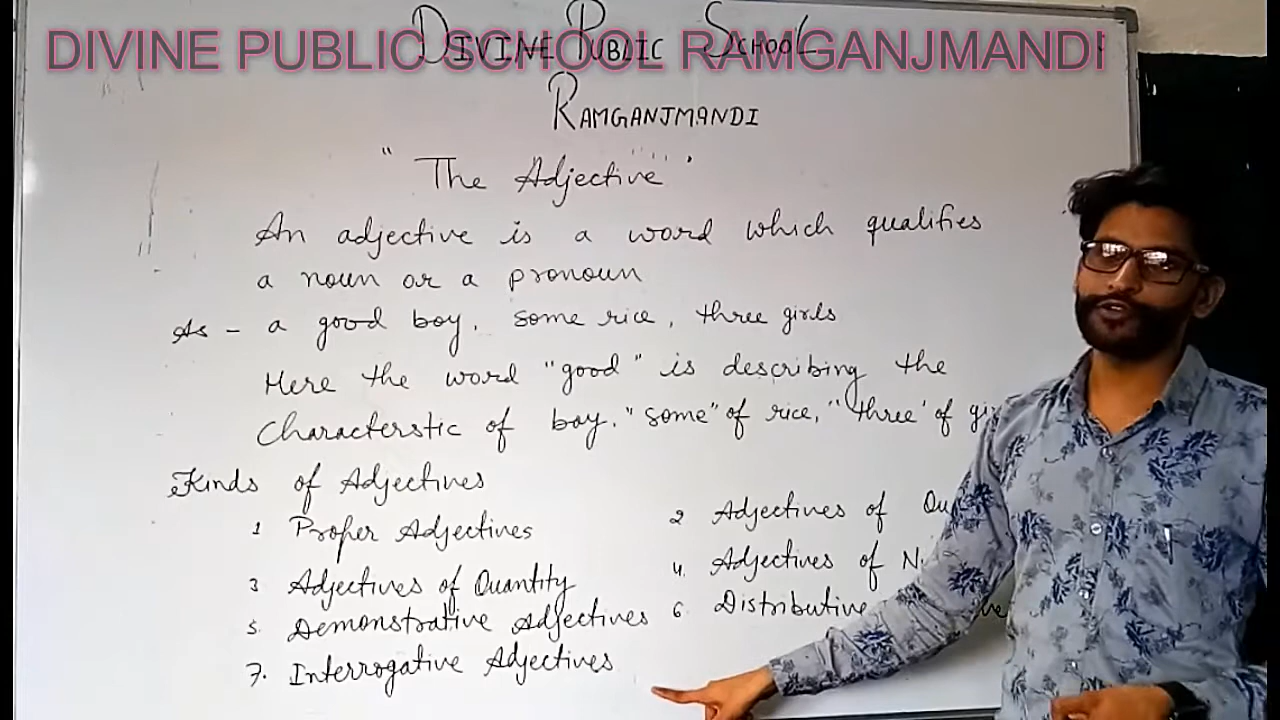 DIVINE PUBLIC SCHOOL RAMGANJMANDI
DIVINE PUBLIC SCHOOL
RAMGANJMANDI
"The Adjective"
An adjective is a word which qualifies
a noun or a pronoun
As - a good boy, some rice, three girls
Here the word "good" is describing the
Characterstic of boy, "some" of rice, "three" of
Kinds of Adjectives
1 Proper Adjectives
2 Adjectives of
3 Adjectives of Quantity
4. Adjectives of
5. Demonstrative Adjectives
6 Distributive
7. Interrogative Adjectives